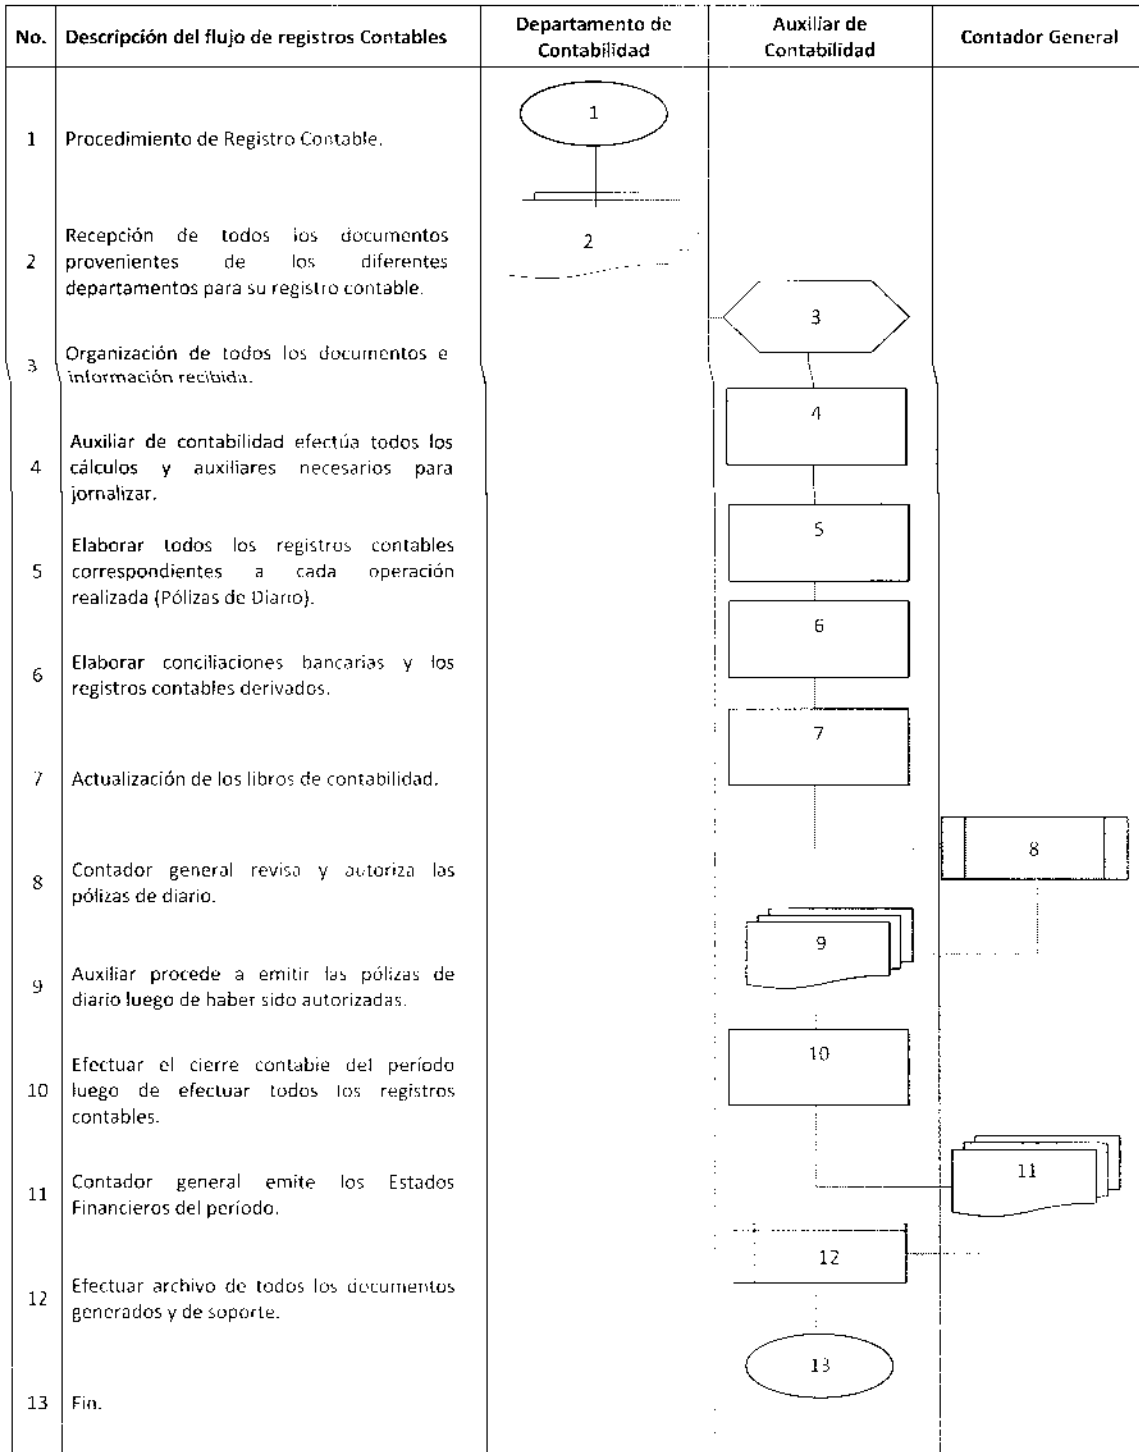 No. Descripción del flujo de registros Contables Departamento de Contabilidad Auxiliar de Contabilidad Contador General
1
1 Procedimiento de Registro Contable.
Recepción de todos los documentos
2 provenientes de los diferentes
departamentos para su registro contable.
2
3
Organización de todos los documentos e
3 información recibida.
4
Auxiliar de contabilidad efectúa todos los
4 cálculos y auxiliares necesarios para
jornalizar.
5
Elaborar todos los registros contables
5 correspondientes a cada operación
realizada (Pólizas de Diario).
6
Elaborar conciliaciones bancarias y los
6 registros contables derivados.
7
7 Actualización de los libros de contabilidad.
8
Contador general revisa y autoriza las
8 pólizas de diario.
9
Auxiliar procede a emitir las pólizas de
9 diario luego de haber sido autorizadas.
10
Efectuar el cierre contable del período
10 luego de efectuar todos los registros
contables.
11
Contador general emite los Estados
11 Financieros del período.
12
Efectuar archivo de todos los documentos
12 generados y de soporte.
13
13 Fin.